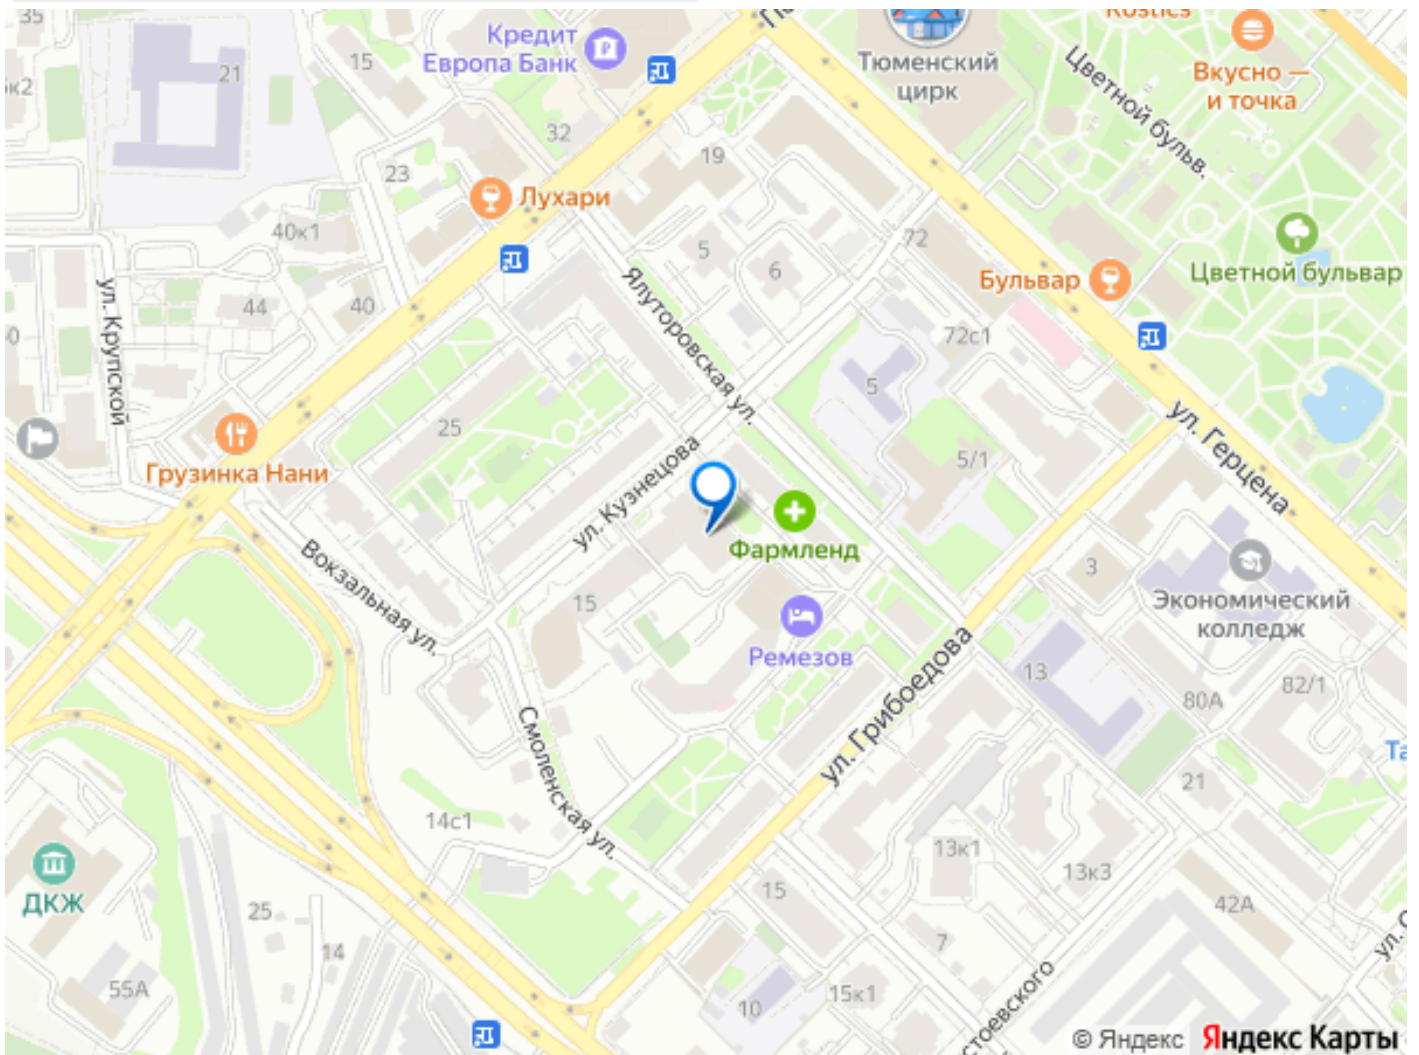 35
Кредит
Европа Банк
15
21
к2
Rostics
Вкусно —
и точка
Тюменский
цирк
Цветной бульв.
32
19
23
Лухари
40к1
5
6
72
Цветной бульвар
Бульвар
ул. Крупской
44
40
Ялуторовская ул.
72с1
5
25
Грузинка Нани
ул. Кузнецова
5/1
ул. Герцена
Фармленд
Вокзальная ул.
15
3
Экономический
колледж
Ремезов
13
82/1
80А
ул. Грибоедова
Смоленская ул.
21
14с1
13к1
13к3
ДКЖ
25
15
42А
14
7
55А
15к1
10
стоевского
© Яндекс Яндекс Карты